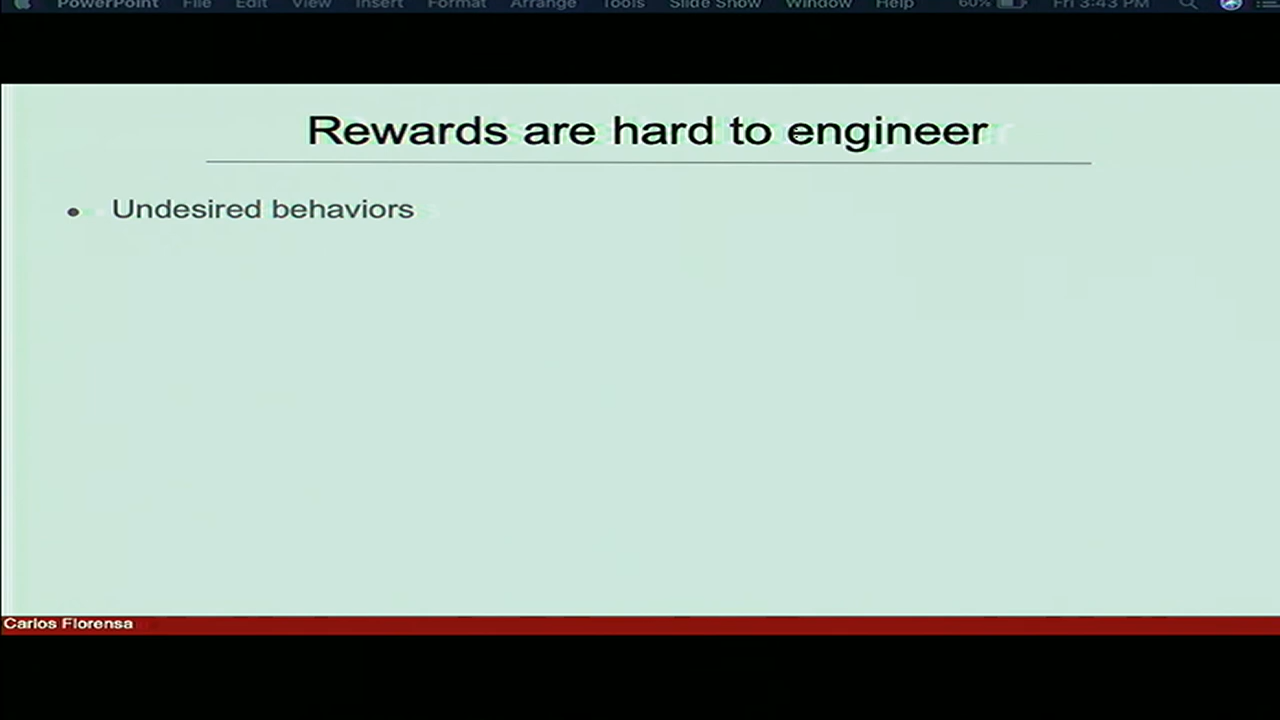 PowerPoint File Edit View Insert Format Arrange Tools Slide Show Window Help 60% Fri 3:43 PM
Rewards are hard to engineer
• Undesired behaviors
Carlos Florensa